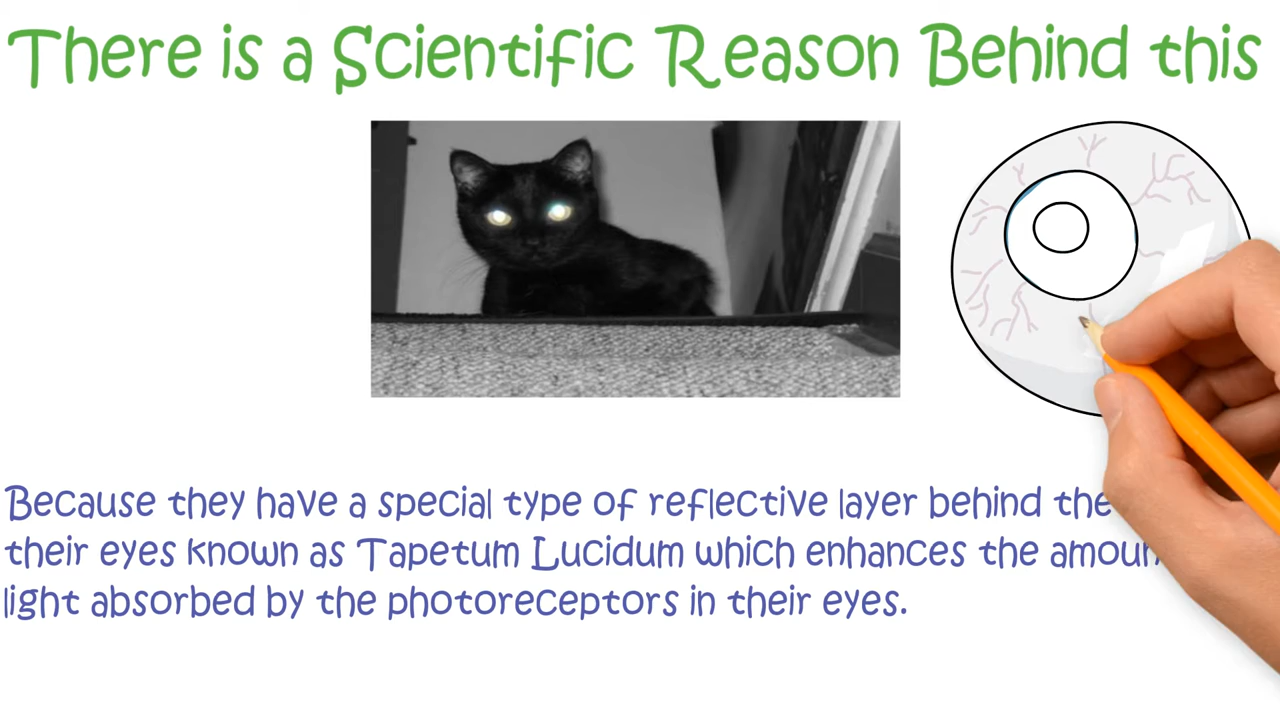 There is a Scientific Reason Behind this
Because they have a special type of reflective layer behind the
their eyes known as Tapetum Lucidum which enhances the
light absorbed by the photoreceptors in their eyes.